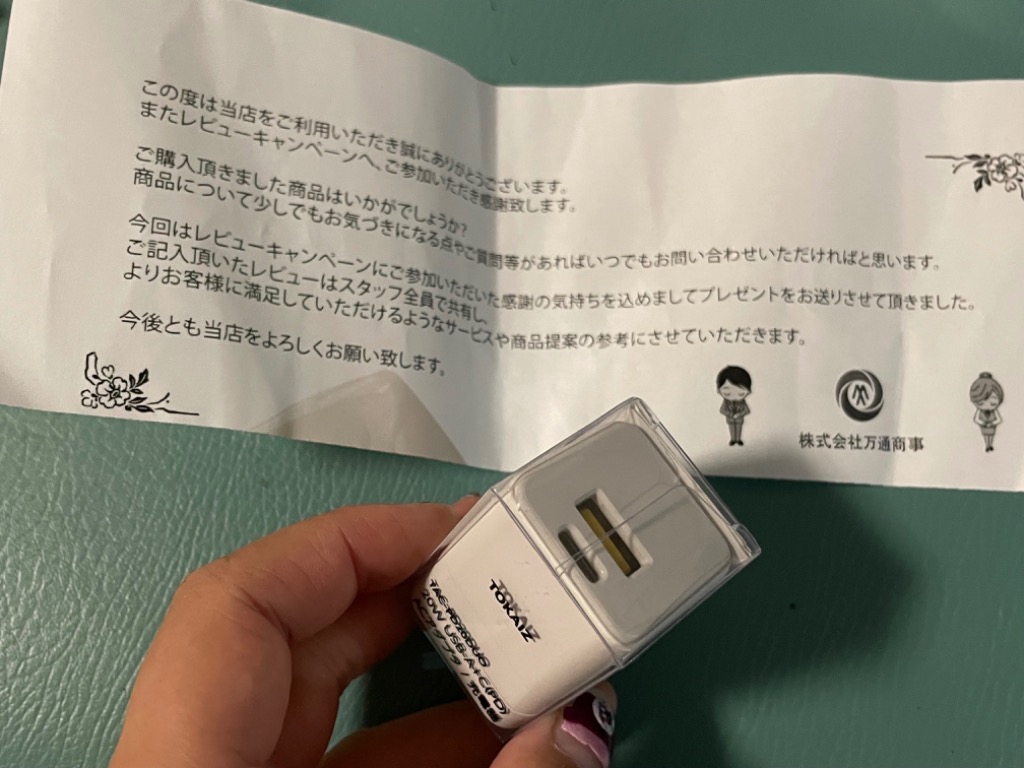 この度は当店をご利用いただき誠にありがとうございます。
またレビューキャンペーンへ、ご参加いただき感謝致します。
ご購入頂きました商品はいかがでしょうか?
商品について少しでもお気づきになる点やご質問等があればいつでもお問い合わせいただければと思います。
今回はレビューキャンペーンにご参加いただいた感謝の気持ちを込めましてプレゼントをお送りさせて頂きました。
ご記入頂いたレビューはスタッフ全員で共有し、
よりお客様に満足していただけるようなサービスや商品提案の参考にさせていただきます。
今後とも当店をよろしくお願い致します。
株式会社万通商事
TOKAIZ
20W USB-A+C(PD)
ACアダプタ / 充電器